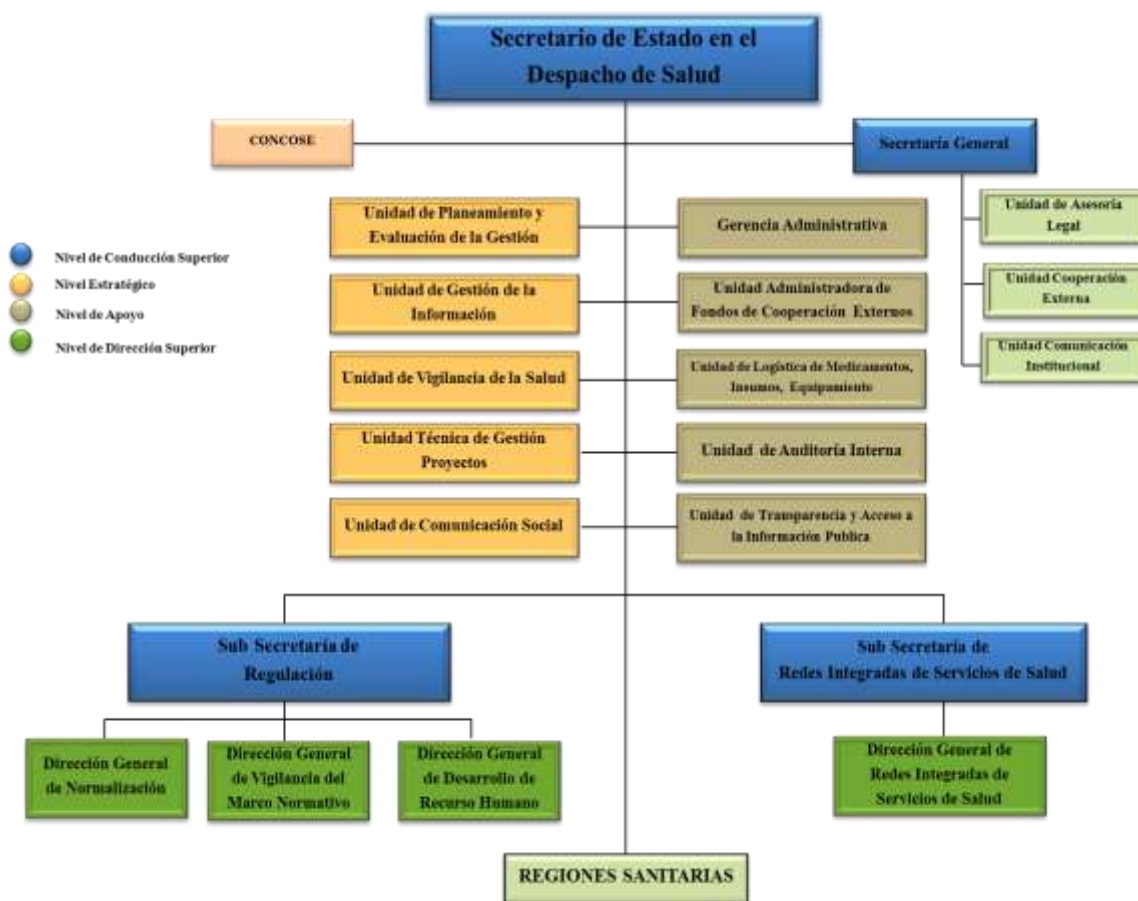 Secretario de Estado en el
Despacho de Salud
CONCOSE
Secretaría General
Unidad de Asesoría
Legal
Unidad Cooperación
Externa
Unidad Comunicación
Institucional
Nivel de Conducción Superior
Nivel Estratégico
Nivel de Apoyo
Nivel de Dirección Superior
Unidad de Planeamiento y
Evaluación de la Gestión
Gerencia Administrativa
Unidad de Gestión de la
Información
Unidad Administradora de
Fondos de Cooperación Externos
Unidad de Vigilancia de la Salud
Unidad de Logística de Medicamentos,
Insumos, Equipamiento
Unidad Técnica de Gestión
Proyectos
Unidad de Auditoría Interna
Unidad de Comunicación Social
Unidad de Transparencia y Acceso a
la Información Publica
Sub Secretaría de
Regulación
Sub Secretaría de
Redes Integradas de Servicios de Salud
Dirección General
de Normalización
Dirección General
de Vigilancia del
Marco Normativo
Dirección General
de Desarrollo de
Recurso Humano
Dirección General de
Redes Integradas de
Servicios de Salud
REGIONES SANITARIAS